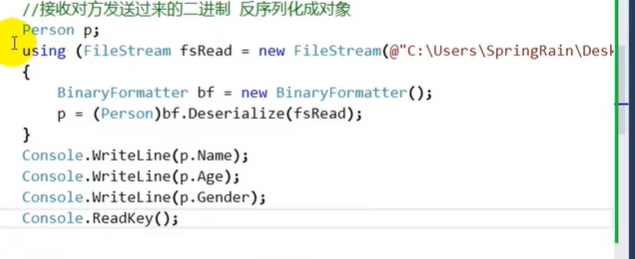 //接收对方发送过来的二进制 反序列化成对象
Person p;
using (FileStream fsRead = new FileStream(@"C:\Users\SpringRain\Desk
{
BinaryFormatter bf = new BinaryFormatter();
p = (Person)bf.Deserialize(fsRead);
}
Console.WriteLine(p.Name);
Console.WriteLine(p.Age);
Console.WriteLine(p.Gender);
Console.ReadKey();